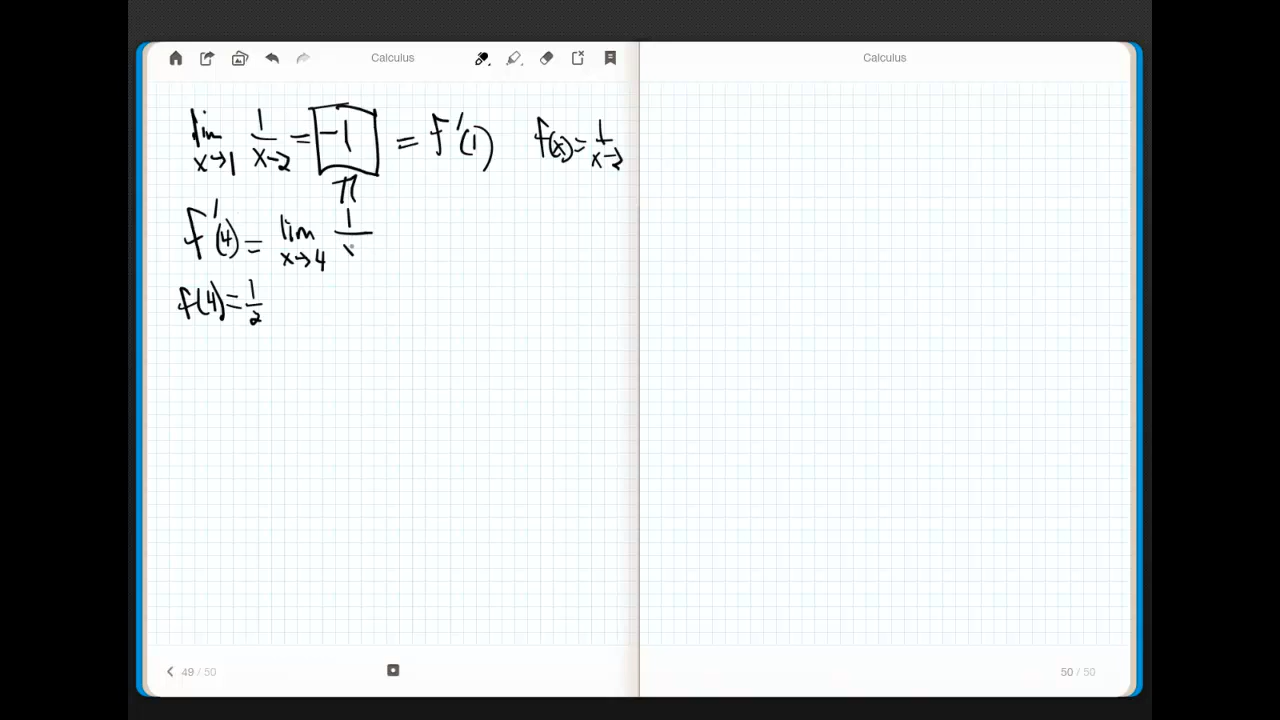 Calculus
Calculus
lim x→1 1/(x-2) = -1 = f'(1) f(x) = 1/(x-2)
f'(4) = lim x→4 1/x
f(4) = 1/2
49 / 50
50 / 50